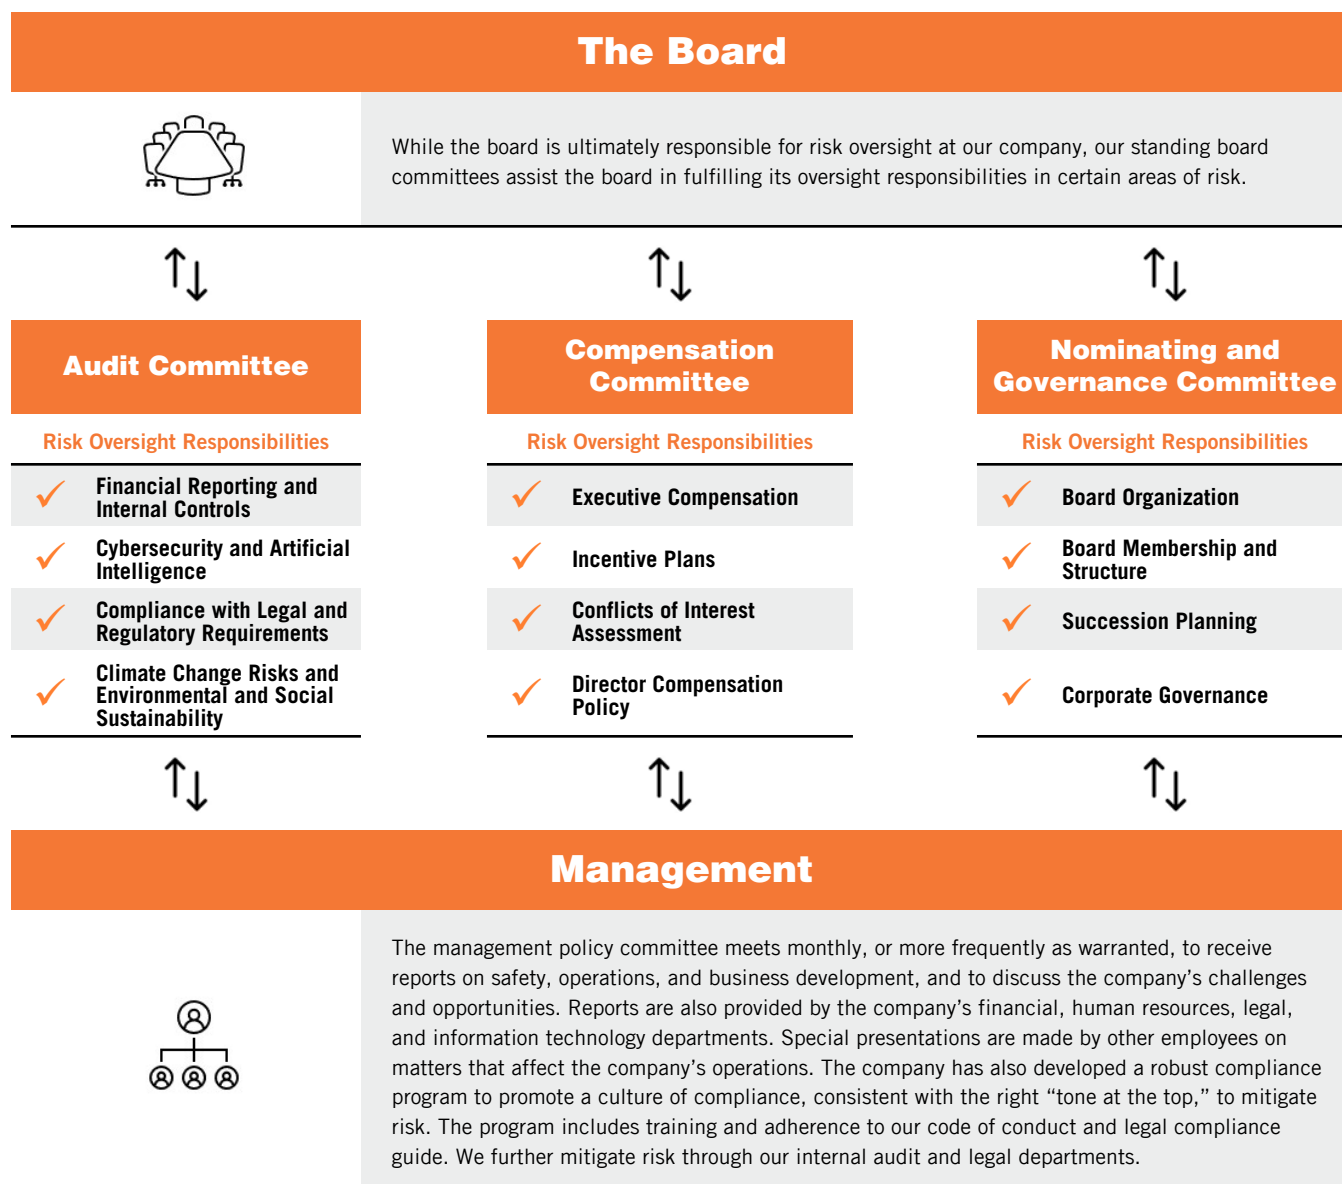 The Board
While the board is ultimately responsible for risk oversight at our company, our standing board
committees assist the board in fulfilling its oversight responsibilities in certain areas of risk.
Audit Committee
Risk Oversight Responsibilities
Financial Reporting and
Internal Controls
Cybersecurity and Artificial
Intelligence
Compliance with Legal and
Regulatory Requirements
Climate Change Risks and
Environmental and Social
Sustainability
Compensation
Committee
Risk Oversight Responsibilities
Executive Compensation
Incentive Plans
Conflicts of Interest
Assessment
Director Compensation
Policy
Nominating and
Governance Committee
Risk Oversight Responsibilities
Board Organization
Board Membership and
Structure
Succession Planning
Corporate Governance
Management
The management policy committee meets monthly, or more frequently as warranted, to receive
reports on safety, operations, and business development, and to discuss the company’s challenges
and opportunities. Reports are also provided by the company’s financial, human resources, legal,
and information technology departments. Special presentations are made by other employees on
matters that affect the company’s operations. The company has also developed a robust compliance
program to promote a culture of compliance, consistent with the right “tone at the top,” to mitigate
risk. The program includes training and adherence to our code of conduct and legal compliance
guide. We further mitigate risk through our internal audit and legal departments.